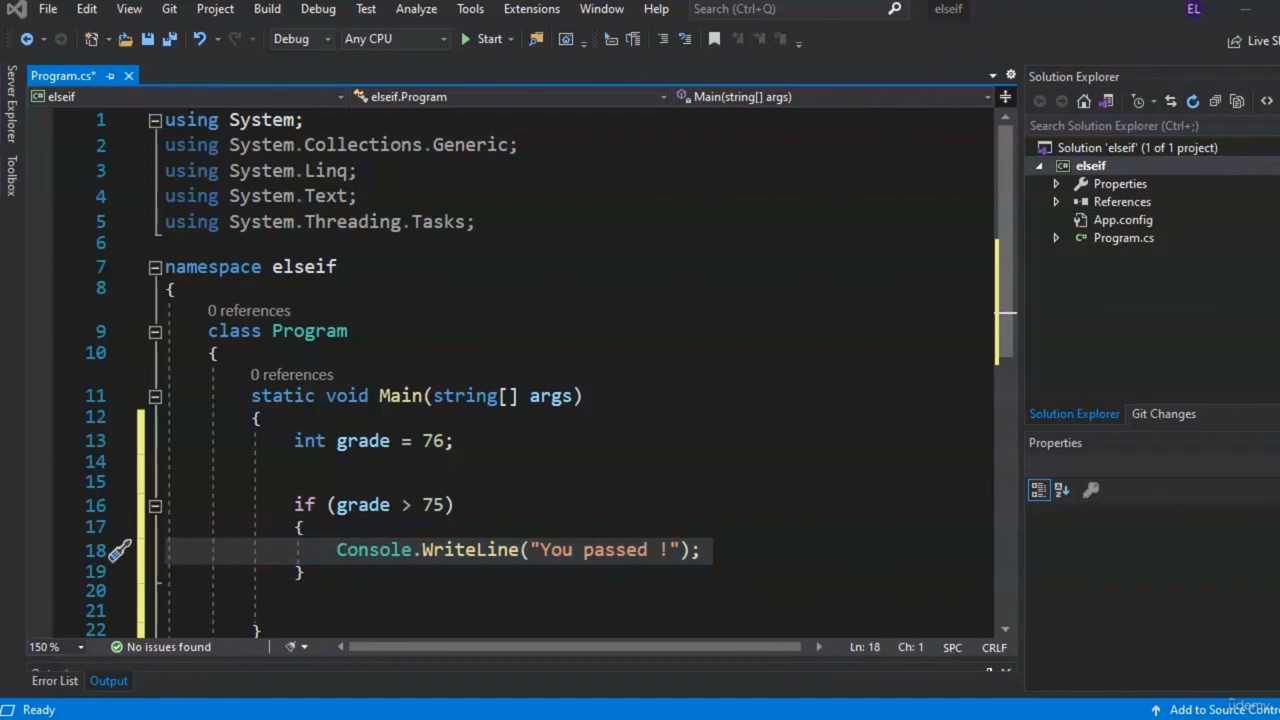 File Edit View Git Project Build Debug Test Analyze Tools Extensions Window Help Search (Ctrl+Q) elseif EL
Debug Any CPU Start Live
Program.cs*
Solution Explorer
elseif elseif.Program Main(string[] args)
Search Solution Explorer (Ctrl+;)
Solution 'elseif' (1 of 1 project)
elseif
Properties
References
App.config
Program.cs
Server Explorer
Toolbox
1 using System;
2 using System.Collections.Generic;
3 using System.Linq;
4 using System.Text;
5 using System.Threading.Tasks;
6
7 namespace elseif
8 {
0 references
9 class Program
10 {
0 references
11 static void Main(string[] args)
12 {
13 int grade = 76;
14
15
16 if (grade > 75)
17 {
18 Console.WriteLine("You passed !");
19 }
20
21
22 }
Solution Explorer Git Changes
Properties
150 % No issues found Ln: 18 Ch: 1 SPC CRLF
Error List Output
Ready Add to Source
udemy